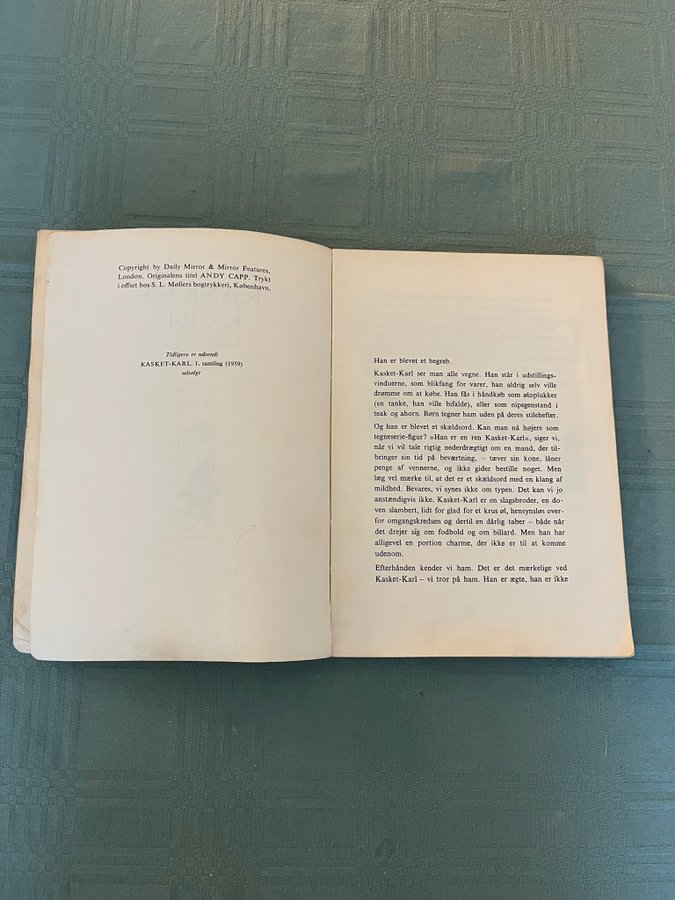 Copyright by Daily Mirror & Mirror Features,
London. Originalens titel ANDY CAPP. Trykt
i offset hos S. L. Møllers bogtrykkeri, København.
Tidligere er udsendt
KASKET-KARL. 1. samling (1959)
udsolgt
Han er blevet et begreb.
Kasket-Karl ser man alle vegne. Han står i udstillings-
vinduerne, som blikfang for varer, han aldrig selv ville
drømme om at købe. Han fås i håndkøb som øloplukker
(en tanke, han ville bifalde), eller som nipsgenstand i
teak og ahorn. Børn tegner ham uden på deres stilehefter.
Og han er blevet et skældsord. Kan man nå højere som
tegneserie-figur? »Han er en ren Kasket-Karl«, siger vi,
når vi vil tale rigtig nederdrægtigt om en mand, der til-
bringer sin tid på beværtning, – tæver sin kone, låner
penge af vennerne, og ikke gider bestille noget. Men
læg vel mærke til, at det er et skældsord med en klang af
mildhed. Bevares, vi synes ikke om typen. Det kan vi jo
anstændigvis ikke. Kasket-Karl er en slagsbroder, en do-
ven slambert, lidt for glad for et krus øl, hensynsløs over-
for omgangskredsen og dertil en dårlig taber – både når
det drejer sig om fodbold og om billard. Men han har
alligevel en portion charme, der ikke er til at komme
udenom.
Efterhånden kender vi ham. Det er det mærkelige ved
Kasket-Karl – vi tror på ham. Han er ægte, han er ikke